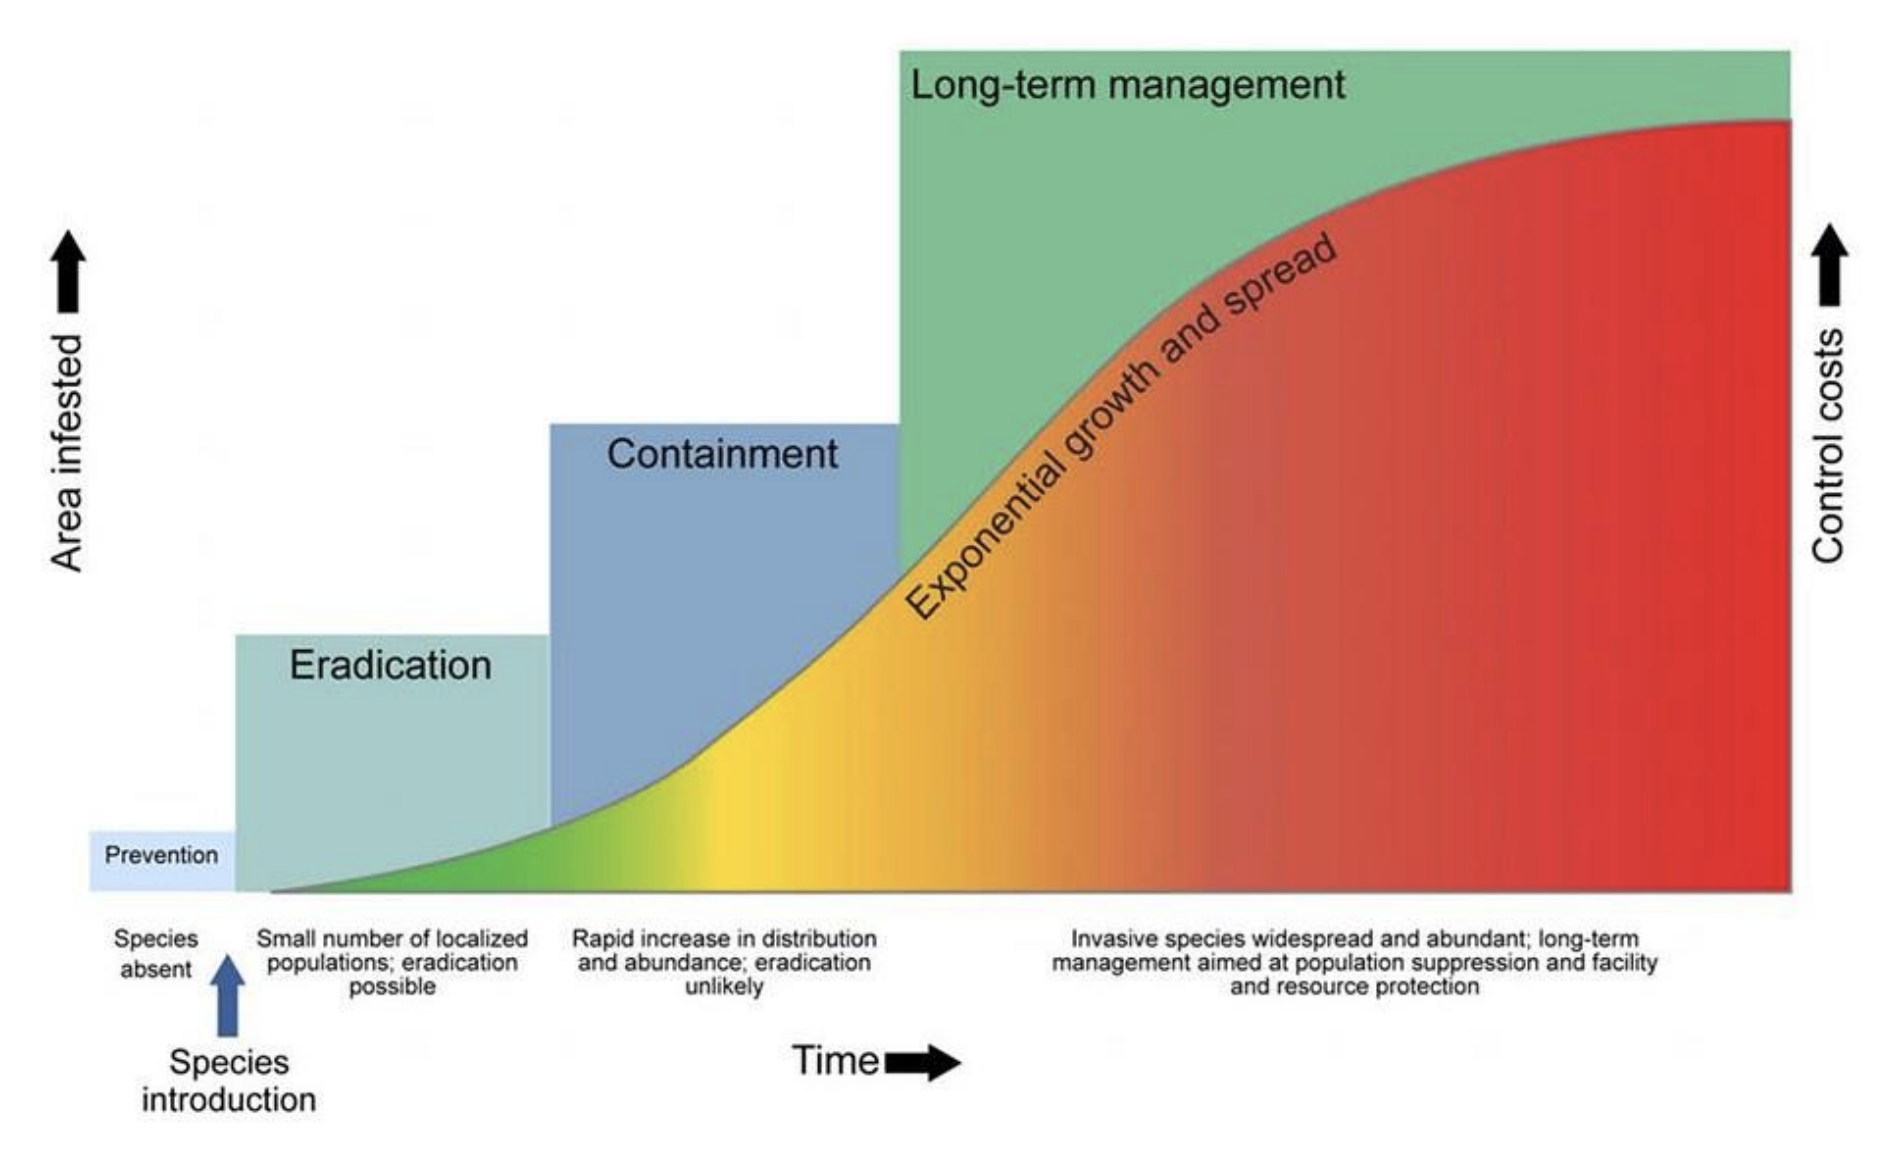 Long-term management
Exponential growth and spread
Containment
Eradication
Prevention
Area infested
Control costs
Species
absent
Small number of localized
populations; eradication
possible
Rapid increase in distribution
and abundance; eradication
unlikely
Invasive species widespread and abundant; long-term
management aimed at population suppression and facility
and resource protection
Species
introduction
Time